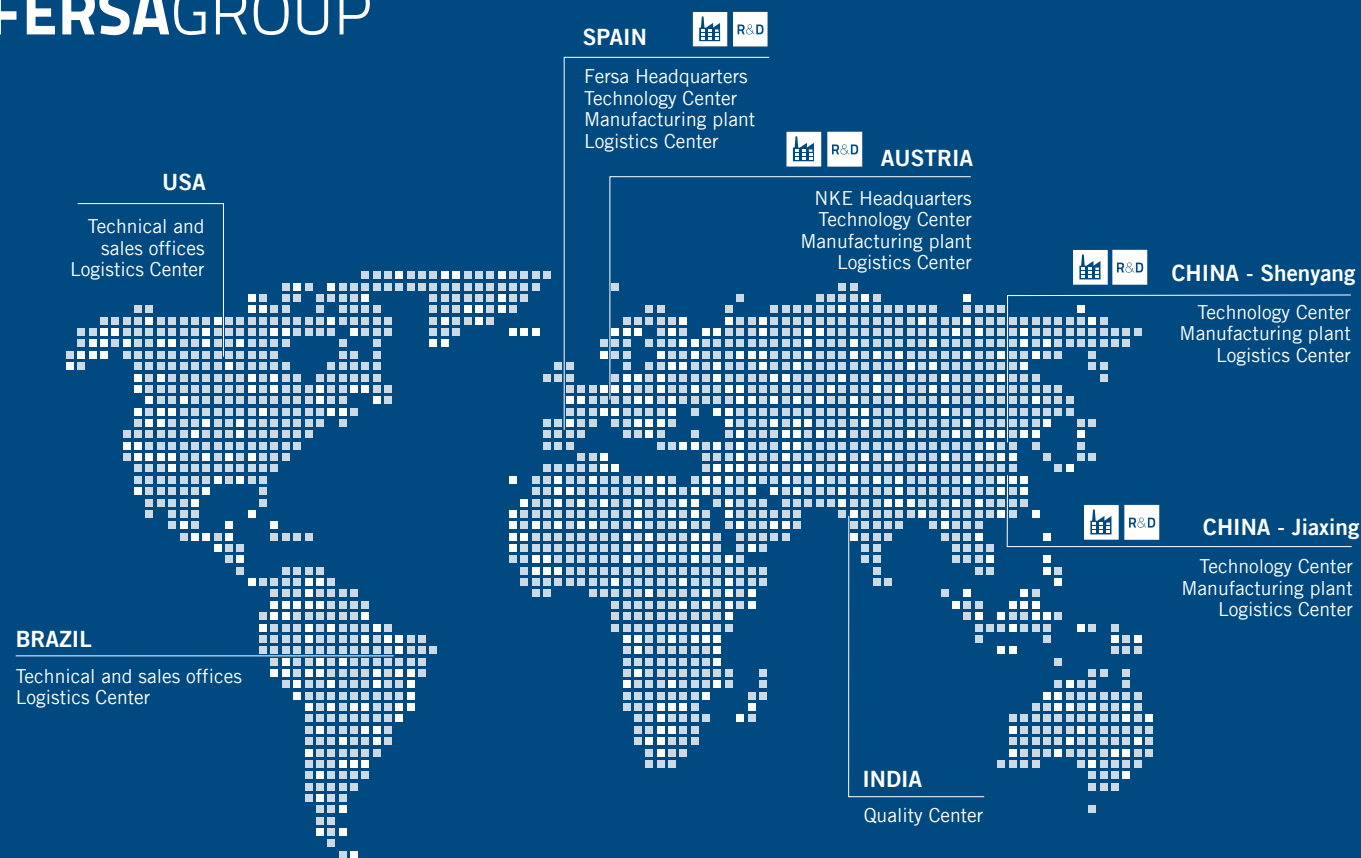 FERSAGROUP
SPAIN
R&D
Fersa Headquarters
Technology Center
Manufacturing plant
Logistics Center
R&D
AUSTRIA
NKE Headquarters
Technology Center
Manufacturing plant
Logistics Center
USA
Technical and
sales offices
Logistics Center
R&D
CHINA - Shenyang
Technology Center
Manufacturing plant
Logistics Center
R&D
CHINA - Jiaxing
Technology Center
Manufacturing plant
Logistics Center
BRAZIL
Technical and sales offices
Logistics Center
INDIA
Quality Center